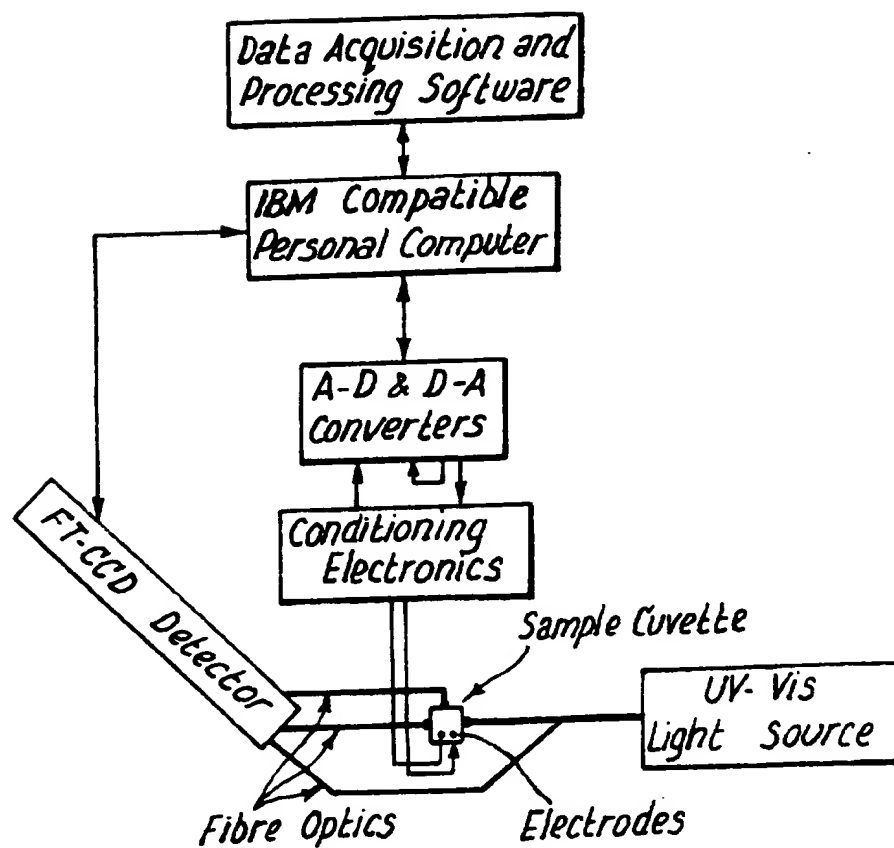 Data Acquisition and
Processing Software
IBM Compatible
Personal Computer
A-D & D-A
Converters
Conditioning
Electronics
FT-CCD Detector
Sample Cuvette
UV-Vis
Light Source
Fibre Optics
Electrodes